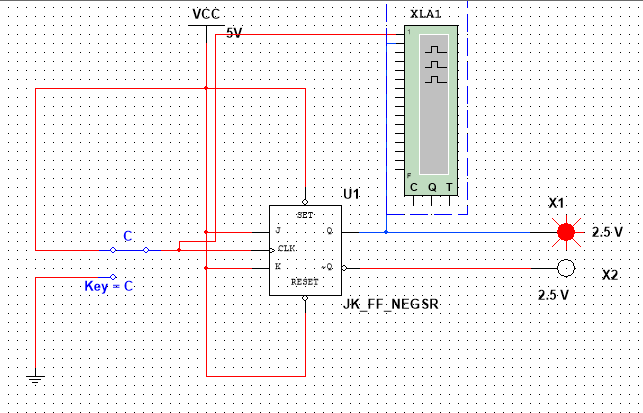 VCC
5V
XLA1
1
F
C Q T
U1
SET
J Q
CLK
K ~Q
RESET
JK_FF_NEGSR
C
Key = C
X1
2.5 V
X2
2.5 V